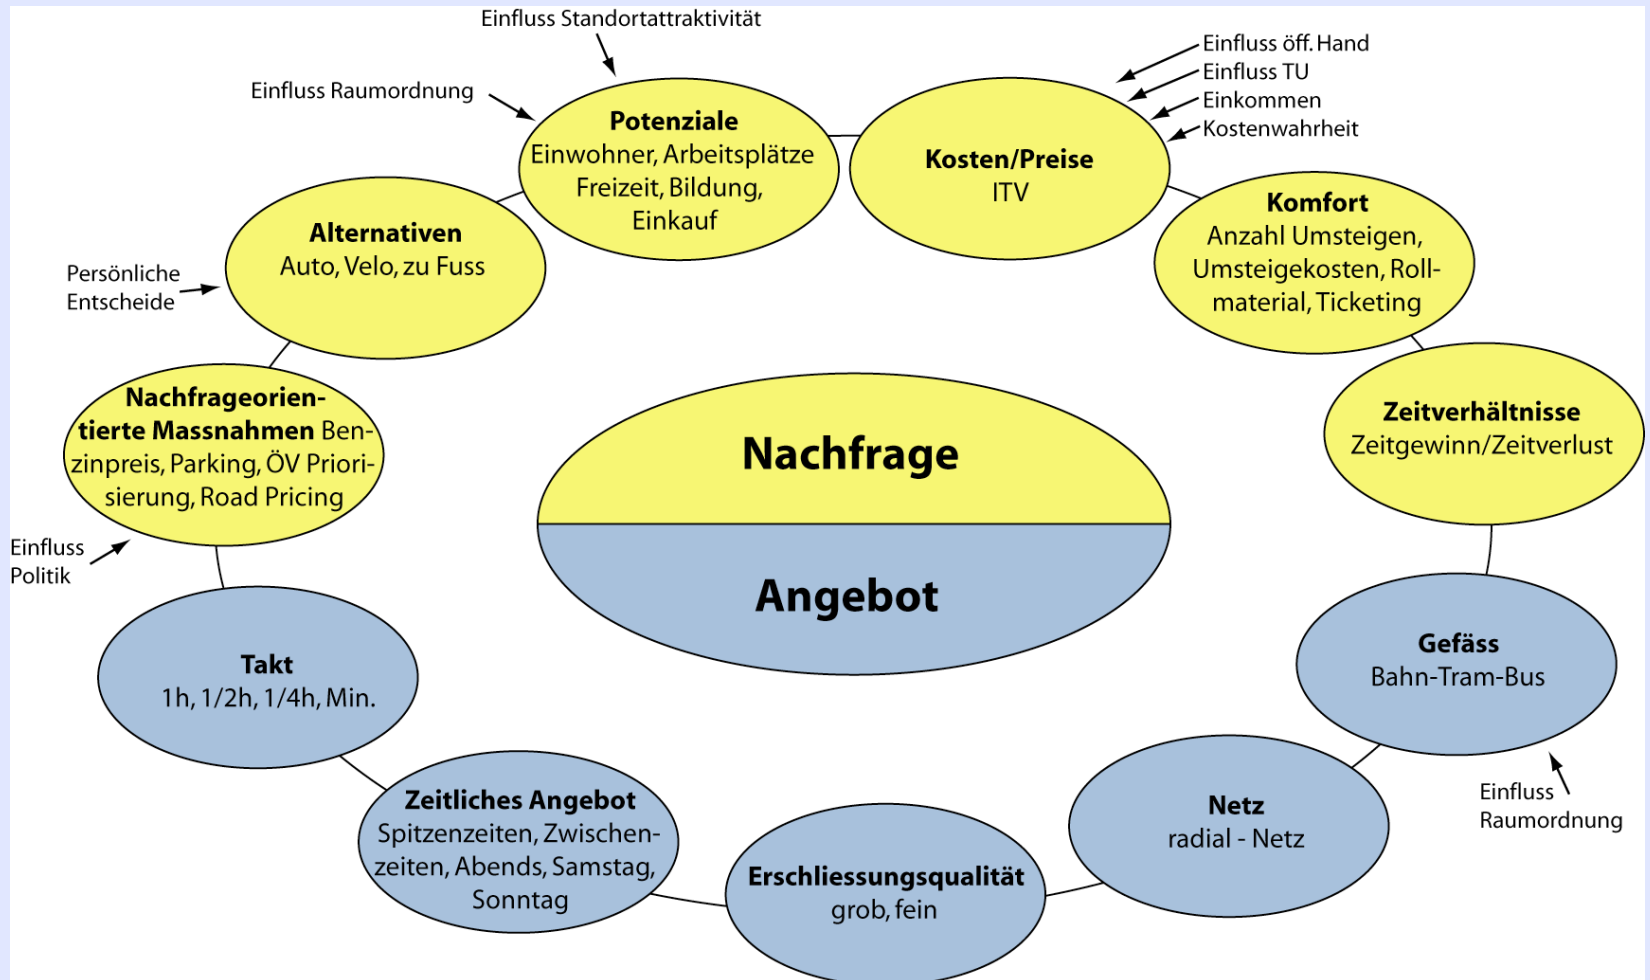 Einfluss Standortattraktivität
Einfluss Raumordnung
Einfluss öff. Hand
Einfluss TU
Einkommen
Kostenwahrheit
Potenziale
Einwohner, Arbeitsplätze
Freizeit, Bildung,
Einkauf
Kosten/Preise
ITV
Komfort
Anzahl Umsteigen,
Umsteigekosten, Roll-
material, Ticketing
Alternativen
Auto, Velo, zu Fuss
Persönliche
Entscheide
Nachfrageorien-
tierte Massnahmen Ben-
zinpreis, Parking, ÖV Priori-
sierung, Road Pricing
Zeitverhältnisse
Zeitgewinn/Zeitverlust
Nachfrage
Angebot
Einfluss
Politik
Takt
1h, 1/2h, 1/4h, Min.
Gefäss
Bahn-Tram-Bus
Einfluss
Raumordnung
Zeitliches Angebot
Spitzenzeiten, Zwischen-
zeiten, Abends, Samstag,
Sonntag
Erschliessungsqualität
grob, fein
Netz
radial - Netz